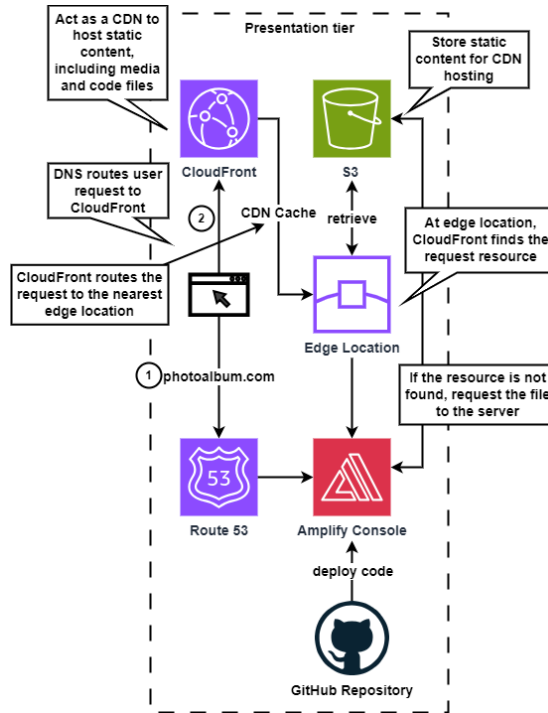 Act as a CDN to
host static
content,
including media
and code files
Presentation tier
Store static
content for CDN
hosting
CloudFront
S3
DNS routes user
request to
CloudFront
2
CDN Cache
retrieve
At edge location,
CloudFront finds the
request resource
CloudFront routes the
request to the nearest
edge location
Edge Location
1
photoalbum.com
If the resource is not
found, request the file
to the server
53
Route 53
Amplify Console
deploy code
GitHub Repository